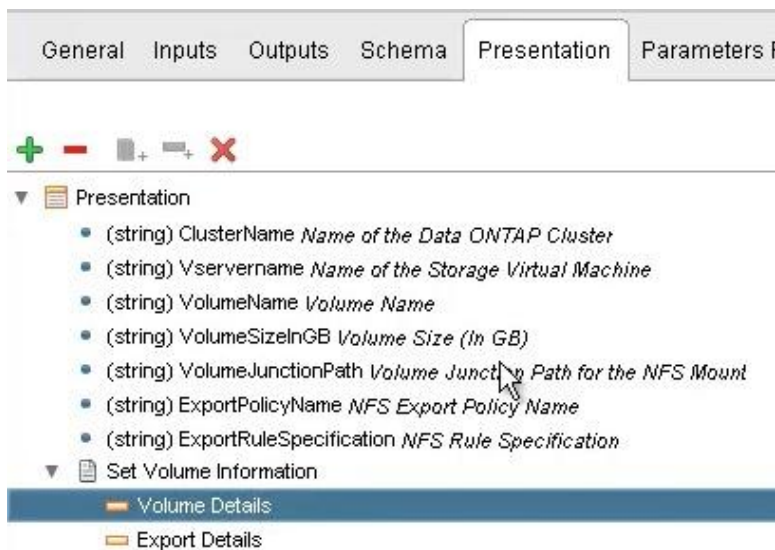 General Inputs Outputs Schema Presentation Parameters
Presentation
(string) ClusterName Name of the Data ONTAP Cluster
(string) Vservername Name of the Storage Virtual Machine
(string) VolumeName Volume Name
(string) VolumeSizeInGB Volume Size (In GB)
(string) VolumeJunctionPath Volume Junction Path for the NFS Mount
(string) ExportPolicyName NFS Export Policy Name
(string) ExportRuleSpecification NFS Rule Specification
Set Volume Information
Volume Details
Export Details